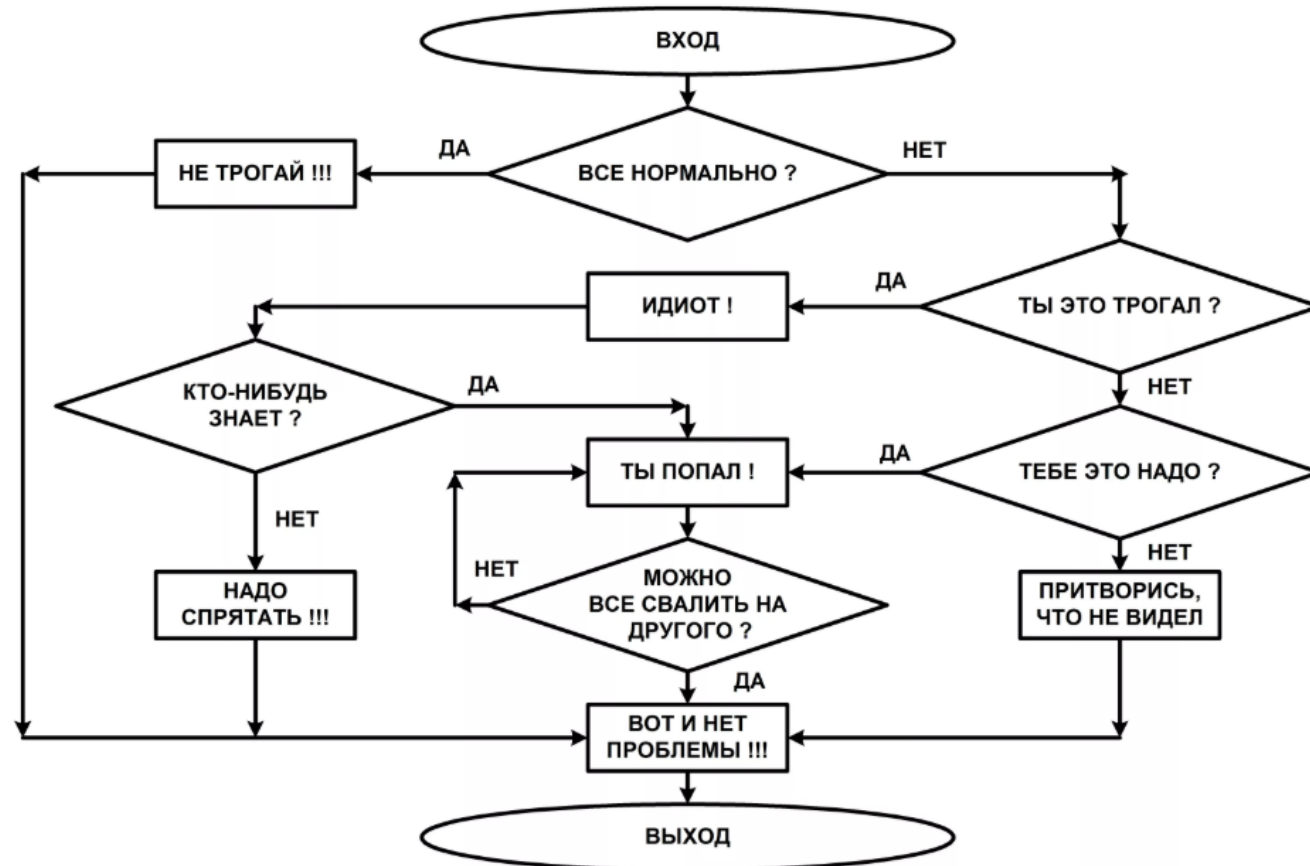 ВХОД
ДА
НЕТ
НЕ ТРОГАЙ !!!
ВСЕ НОРМАЛЬНО ?
ДА
ИДИОТ !
ТЫ ЭТО ТРОГАЛ ?
КТО-НИБУДЬ
ЗНАЕТ ?
ДА
НЕТ
ТЫ ПОПАЛ !
ДА
ТЕБЕ ЭТО НАДО ?
НЕТ
НЕТ
НЕТ
НАДО
СПРЯТАТЬ !!!
МОЖНО
ВСЕ СВАЛИТЬ НА
ДРУГОГО ?
ПРИТВОРИСЬ,
ЧТО НЕ ВИДЕЛ
ДА
ВОТ И НЕТ
ПРОБЛЕМЫ !!!
ВЫХОД